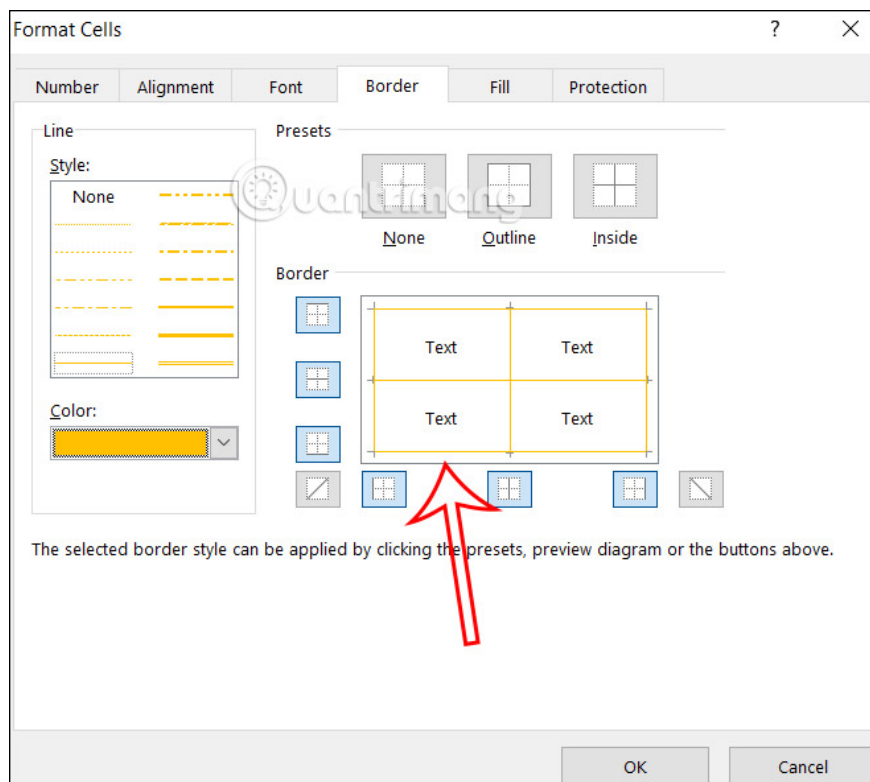 Format Cells
?
Number Alignment Font Border Fill Protection
Line
Presets
Style:
None
Quantrimang
None Outline Inside
Border
Text Text
Text Text
Color:
The selected border style can be applied by clicking the presets, preview diagram or the buttons above.
OK Cancel